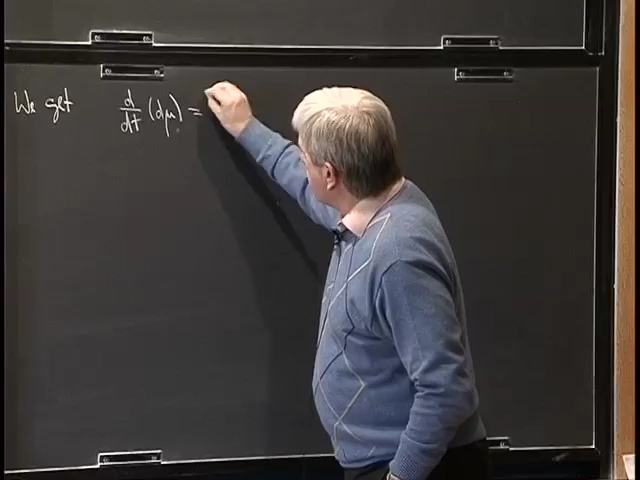 We get d/dt (dμ) =